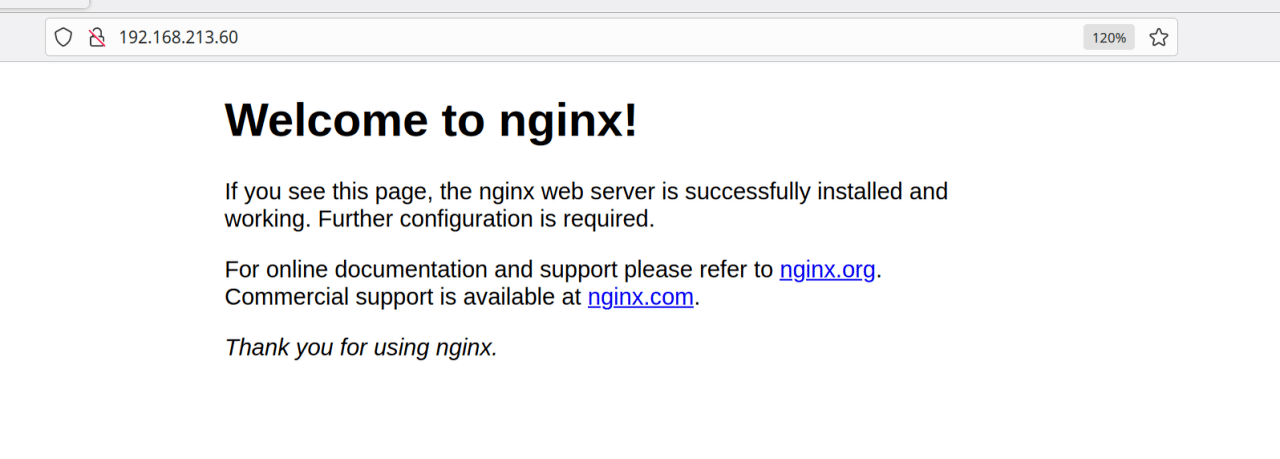 192.168.213.60
120%
Welcome to nginx!
If you see this page, the nginx web server is successfully installed and
working. Further configuration is required.
For online documentation and support please refer to nginx.org.
Commercial support is available at nginx.com.
Thank you for using nginx.